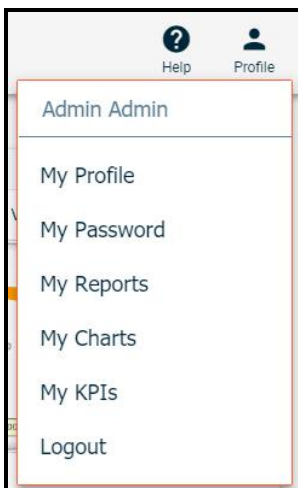 Help Profile
Admin Admin
My Profile
My Password
My Reports
My Charts
My KPIs
Logout